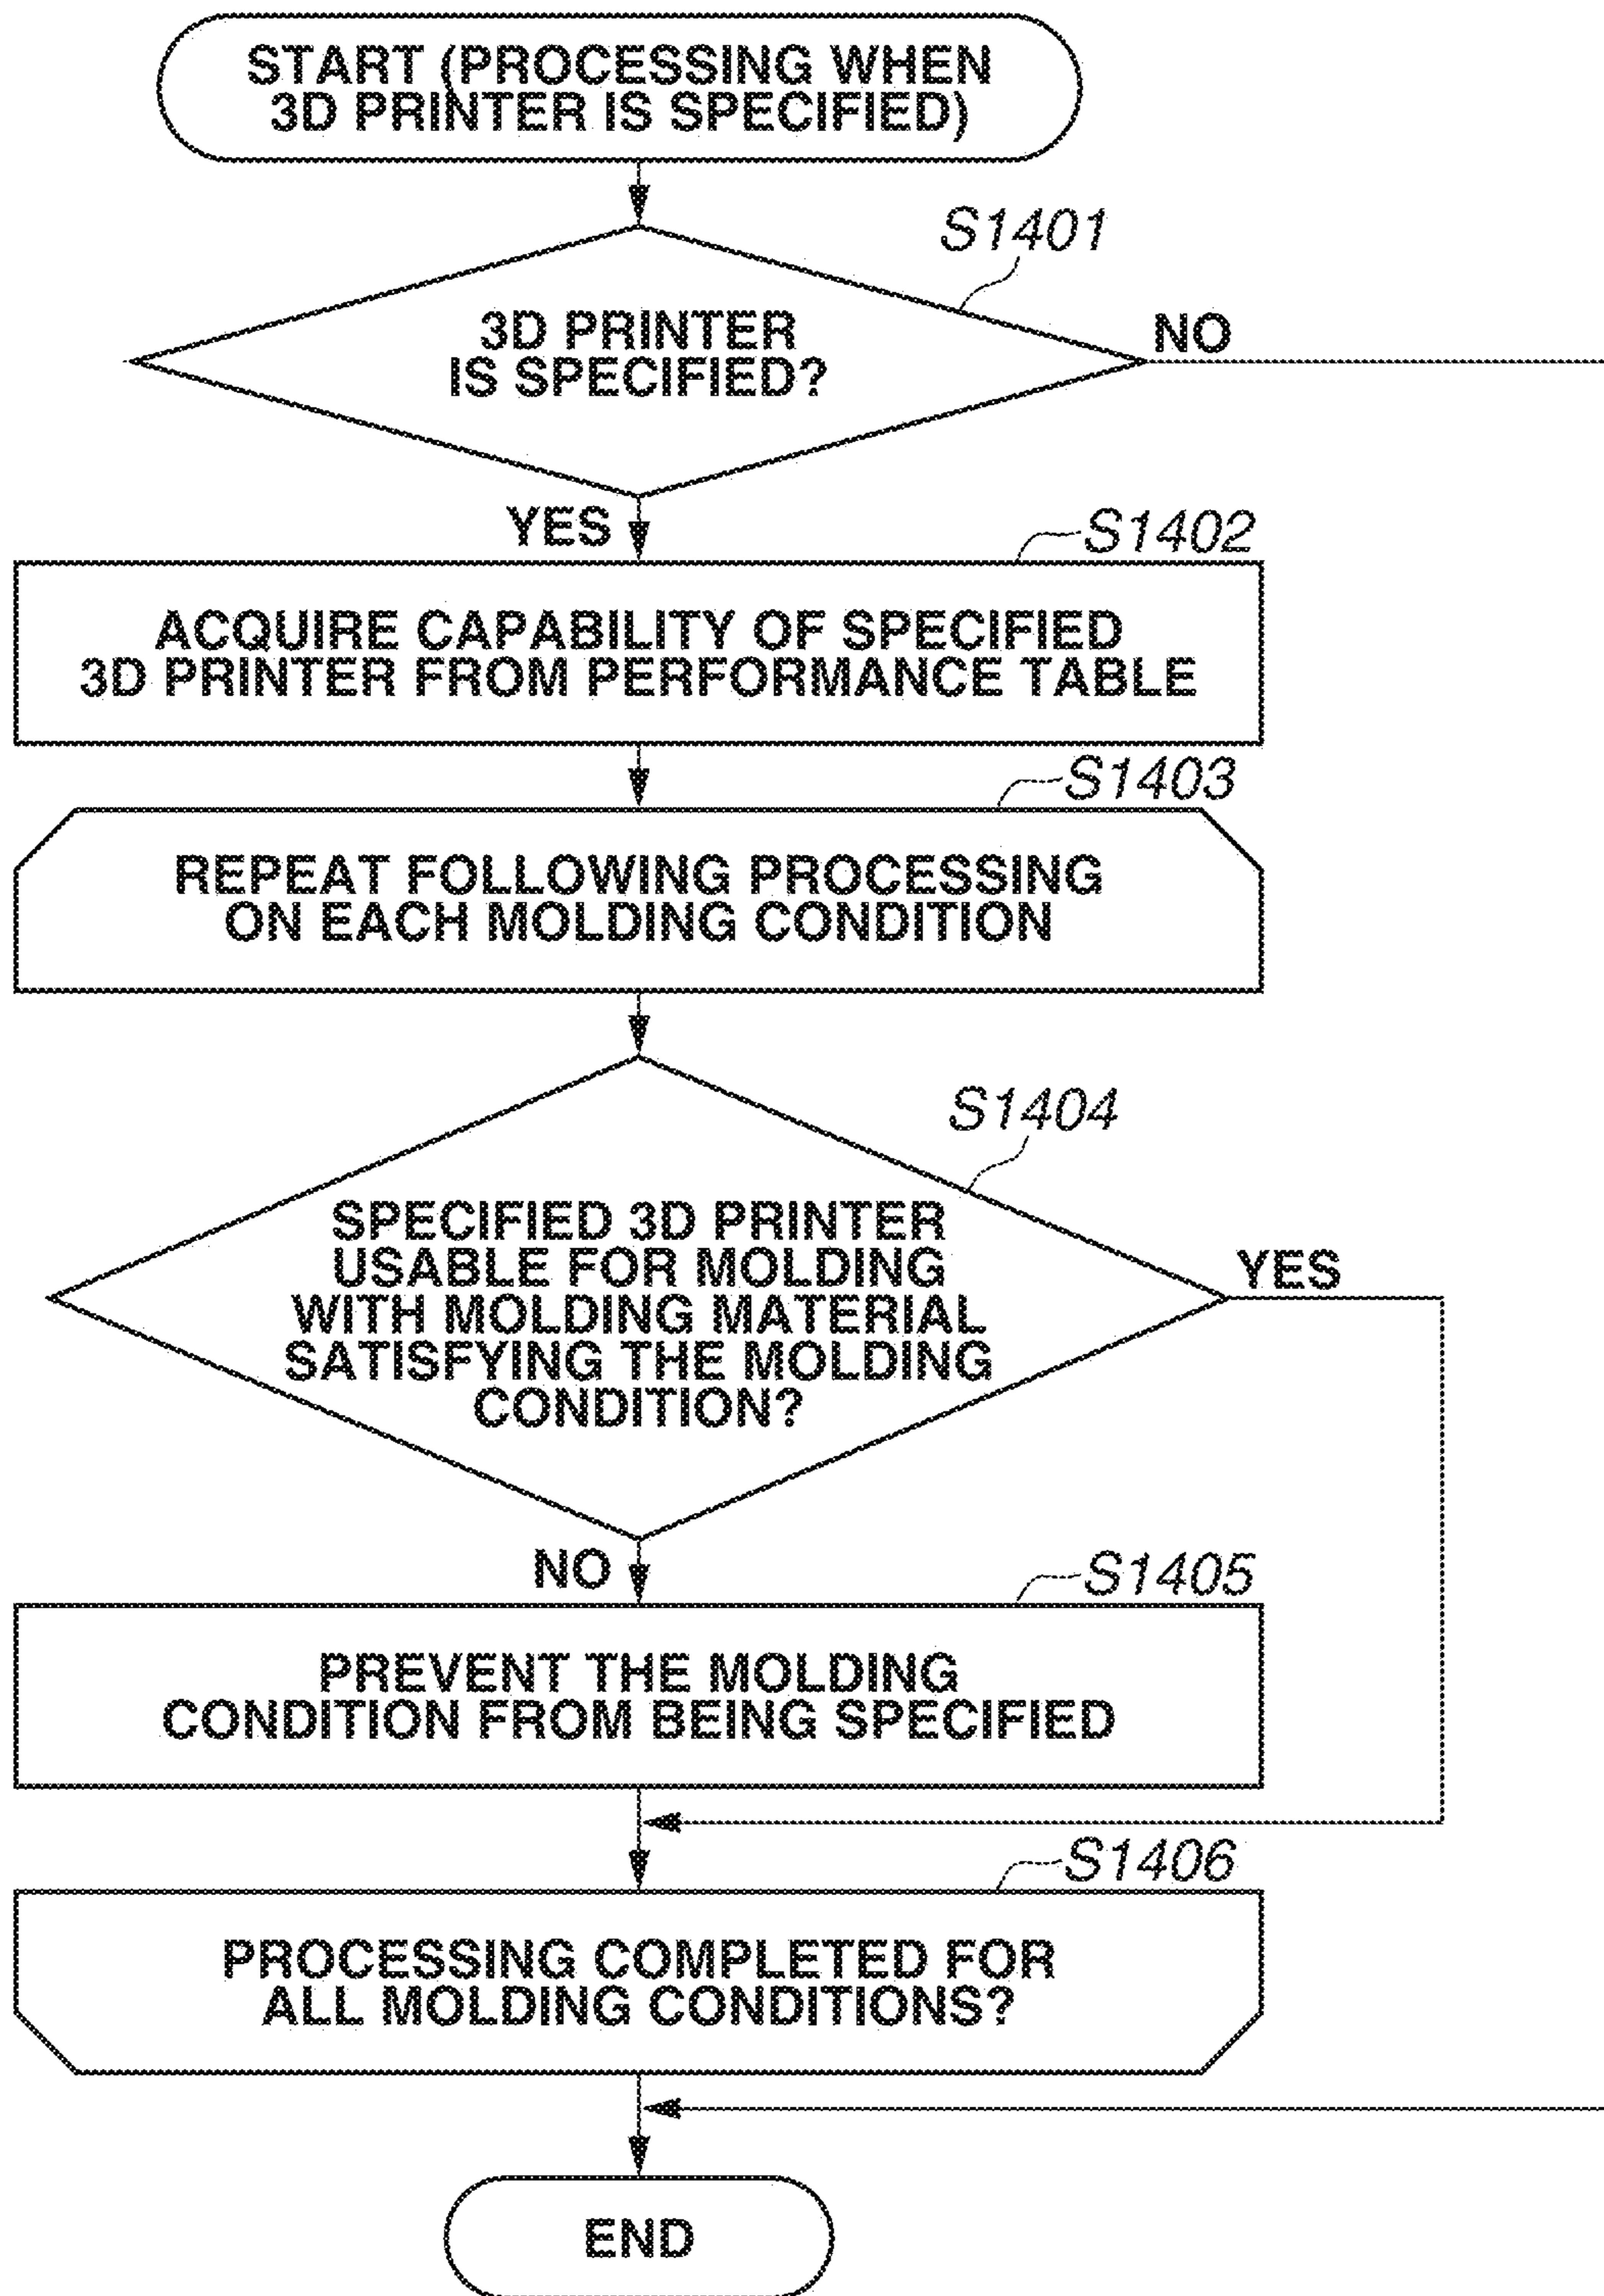 START (PROCESSING WHEN
3D PRINTER IS SPECIFIED)
S1401
3D PRINTER
IS SPECIFIED?
NO
YES
S1402
ACQUIRE CAPABILITY OF SPECIFIED
3D PRINTER FROM PERFORMANCE TABLE
S1403
REPEAT FOLLOWING PROCESSING
ON EACH MOLDING CONDITION
S1404
SPECIFIED 3D PRINTER
USABLE FOR MOLDING
WITH MOLDING MATERIAL
SATISFYING THE MOLDING
CONDITION?
YES
NO
S1405
PREVENT THE MOLDING
CONDITION FROM BEING SPECIFIED
S1406
PROCESSING COMPLETED FOR
ALL MOLDING CONDITIONS?
END